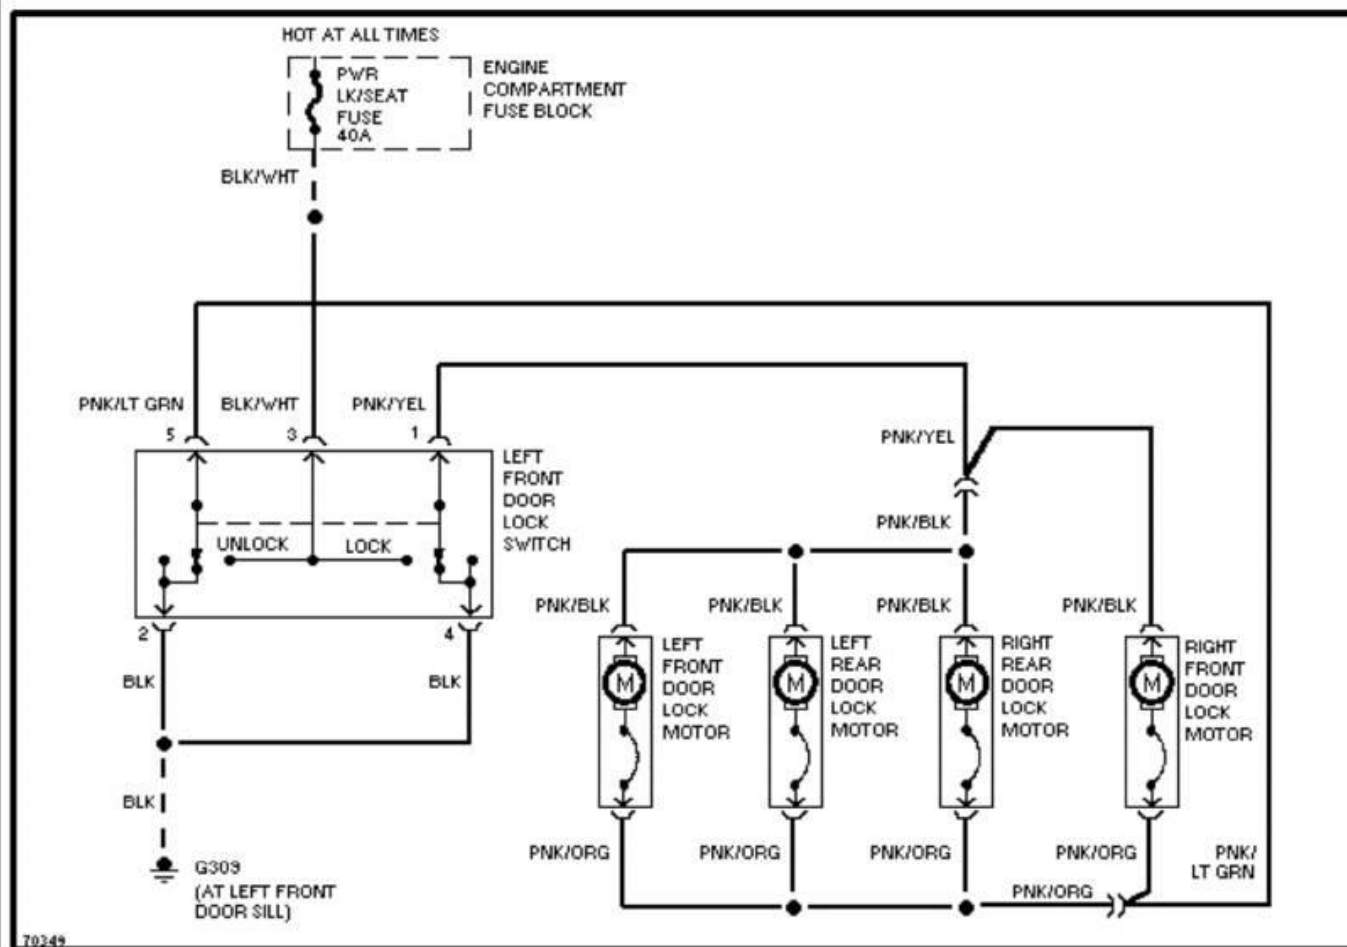 HOT AT ALL TIMES
PWR
LK/SEAT
FUSE
40A
ENGINE
COMPARTMENT
FUSE BLOCK
BLK/WHT
PNK/LT GRN
BLK/WHT
PNK/YEL
5
3
1
LEFT
FRONT
DOOR
LOCK
SWITCH
UNLOCK
LOCK
2
4
BLK
BLK
BLK
G309
(AT LEFT FRONT
DOOR SILL)
PNK/YEL
PNK/BLK
PNK/BLK
PNK/BLK
PNK/BLK
PNK/BLK
M
LEFT
FRONT
DOOR
LOCK
MOTOR
M
LEFT
REAR
DOOR
LOCK
MOTOR
M
RIGHT
REAR
DOOR
LOCK
MOTOR
M
RIGHT
FRONT
DOOR
LOCK
MOTOR
PNK/ORG
PNK/ORG
PNK/ORG
PNK/ORG
PNK/
LT GRN
PNK/ORG
70349